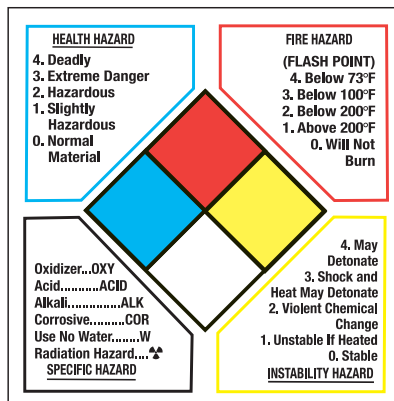 HEALTH HAZARD
4. Deadly
3. Extreme Danger
2. Hazardous
1. Slightly
Hazardous
0. Normal
Material
FIRE HAZARD
(FLASH POINT)
4. Below 73°F
3. Below 100°F
2. Below 200°F
1. Above 200°F
0. Will Not
Burn
Oxidizer...OXY
Acid..........ACID
Alkali..............ALK
Corrosive........COR
Use No Water....W
Radiation Hazard....☢
SPECIFIC HAZARD
4. May
Detonate
3. Shock and
Heat May Detonate
2. Violent Chemical
Change
1. Unstable If Heated
0. Stable
INSTABILITY HAZARD